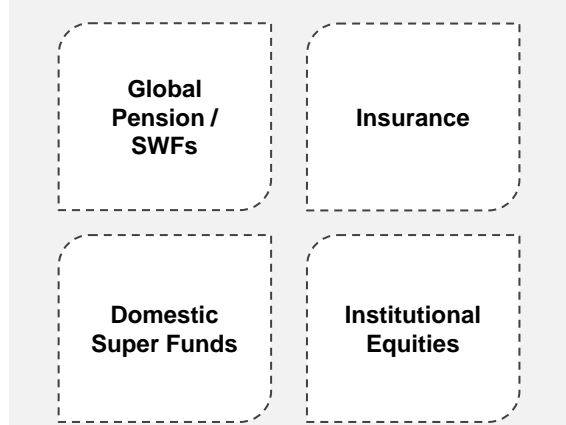 Global
Pension /
SWFs
Insurance
Domestic
Super Funds
Institutional
Equities